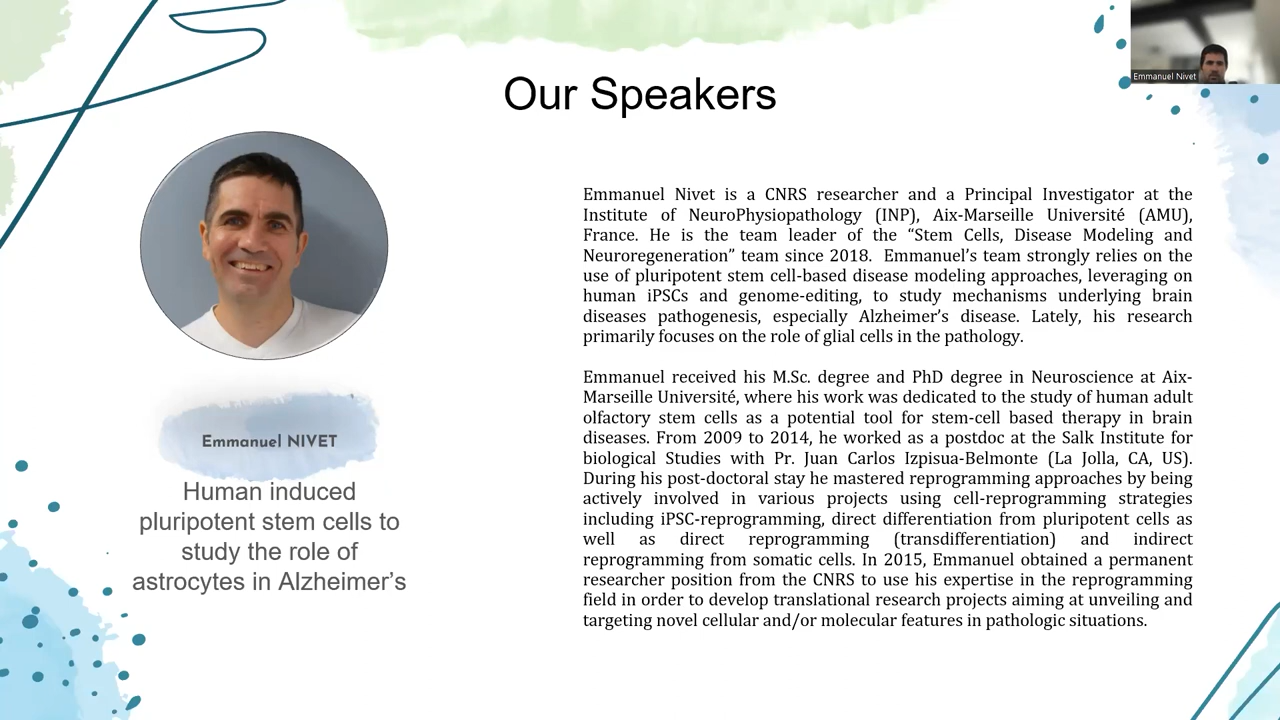 Emmanuel Nivet
Our Speakers
Emmanuel NIVET
Human induced
pluripotent stem cells to
study the role of
astrocytes in Alzheimer's
Emmanuel Nivet is a CNRS researcher and a Principal Investigator at the
Institute of NeuroPhysiopathology (INP), Aix-Marseille Université (AMU),
France. He is the team leader of the “Stem Cells, Disease Modeling and
Neuroregeneration” team since 2018. Emmanuel’s team strongly relies on the
use of pluripotent stem cell-based disease modeling approaches, leveraging on
human iPSCs and genome-editing, to study mechanisms underlying brain
diseases pathogenesis, especially Alzheimer’s disease. Lately, his research
primarily focuses on the role of glial cells in the pathology.
Emmanuel received his M.Sc. degree and PhD degree in Neuroscience at Aix-
Marseille Université, where his work was dedicated to the study of human adult
olfactory stem cells as a potential tool for stem-cell based therapy in brain
diseases. From 2009 to 2014, he worked as a postdoc at the Salk Institute for
biological Studies with Pr. Juan Carlos Izpisua-Belmonte (La Jolla, CA, US).
During his post-doctoral stay he mastered reprogramming approaches by being
actively involved in various projects using cell-reprogramming strategies
including iPSC-reprogramming, direct differentiation from pluripotent cells as
well as direct reprogramming (transdifferentiation) and indirect
reprogramming from somatic cells. In 2015, Emmanuel obtained a permanent
researcher position from the CNRS to use his expertise in the reprogramming
field in order to develop translational research projects aiming at unveiling and
targeting novel cellular and/or molecular features in pathologic situations.